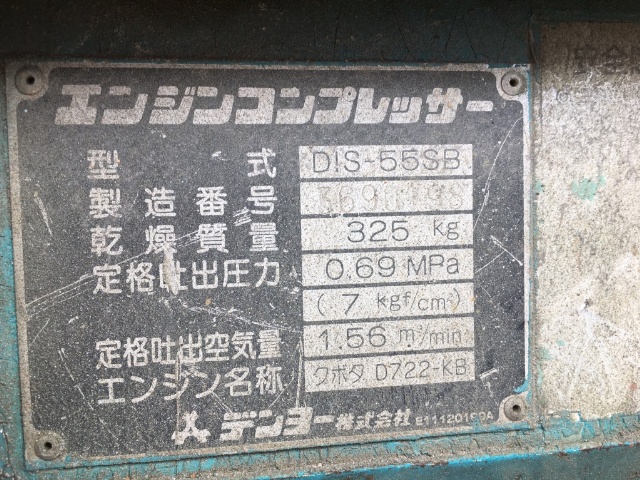 エンジンコンプレッサー
型式 DIS-55SB
製造番号
乾燥質量 325 kg
定格吐出圧力 0.69 MPa
(7 kgf/cm²)
定格吐出空気量 1.56 m³/min
エンジン名称 クボタ D722-KB
デンヨー株式会社
安全